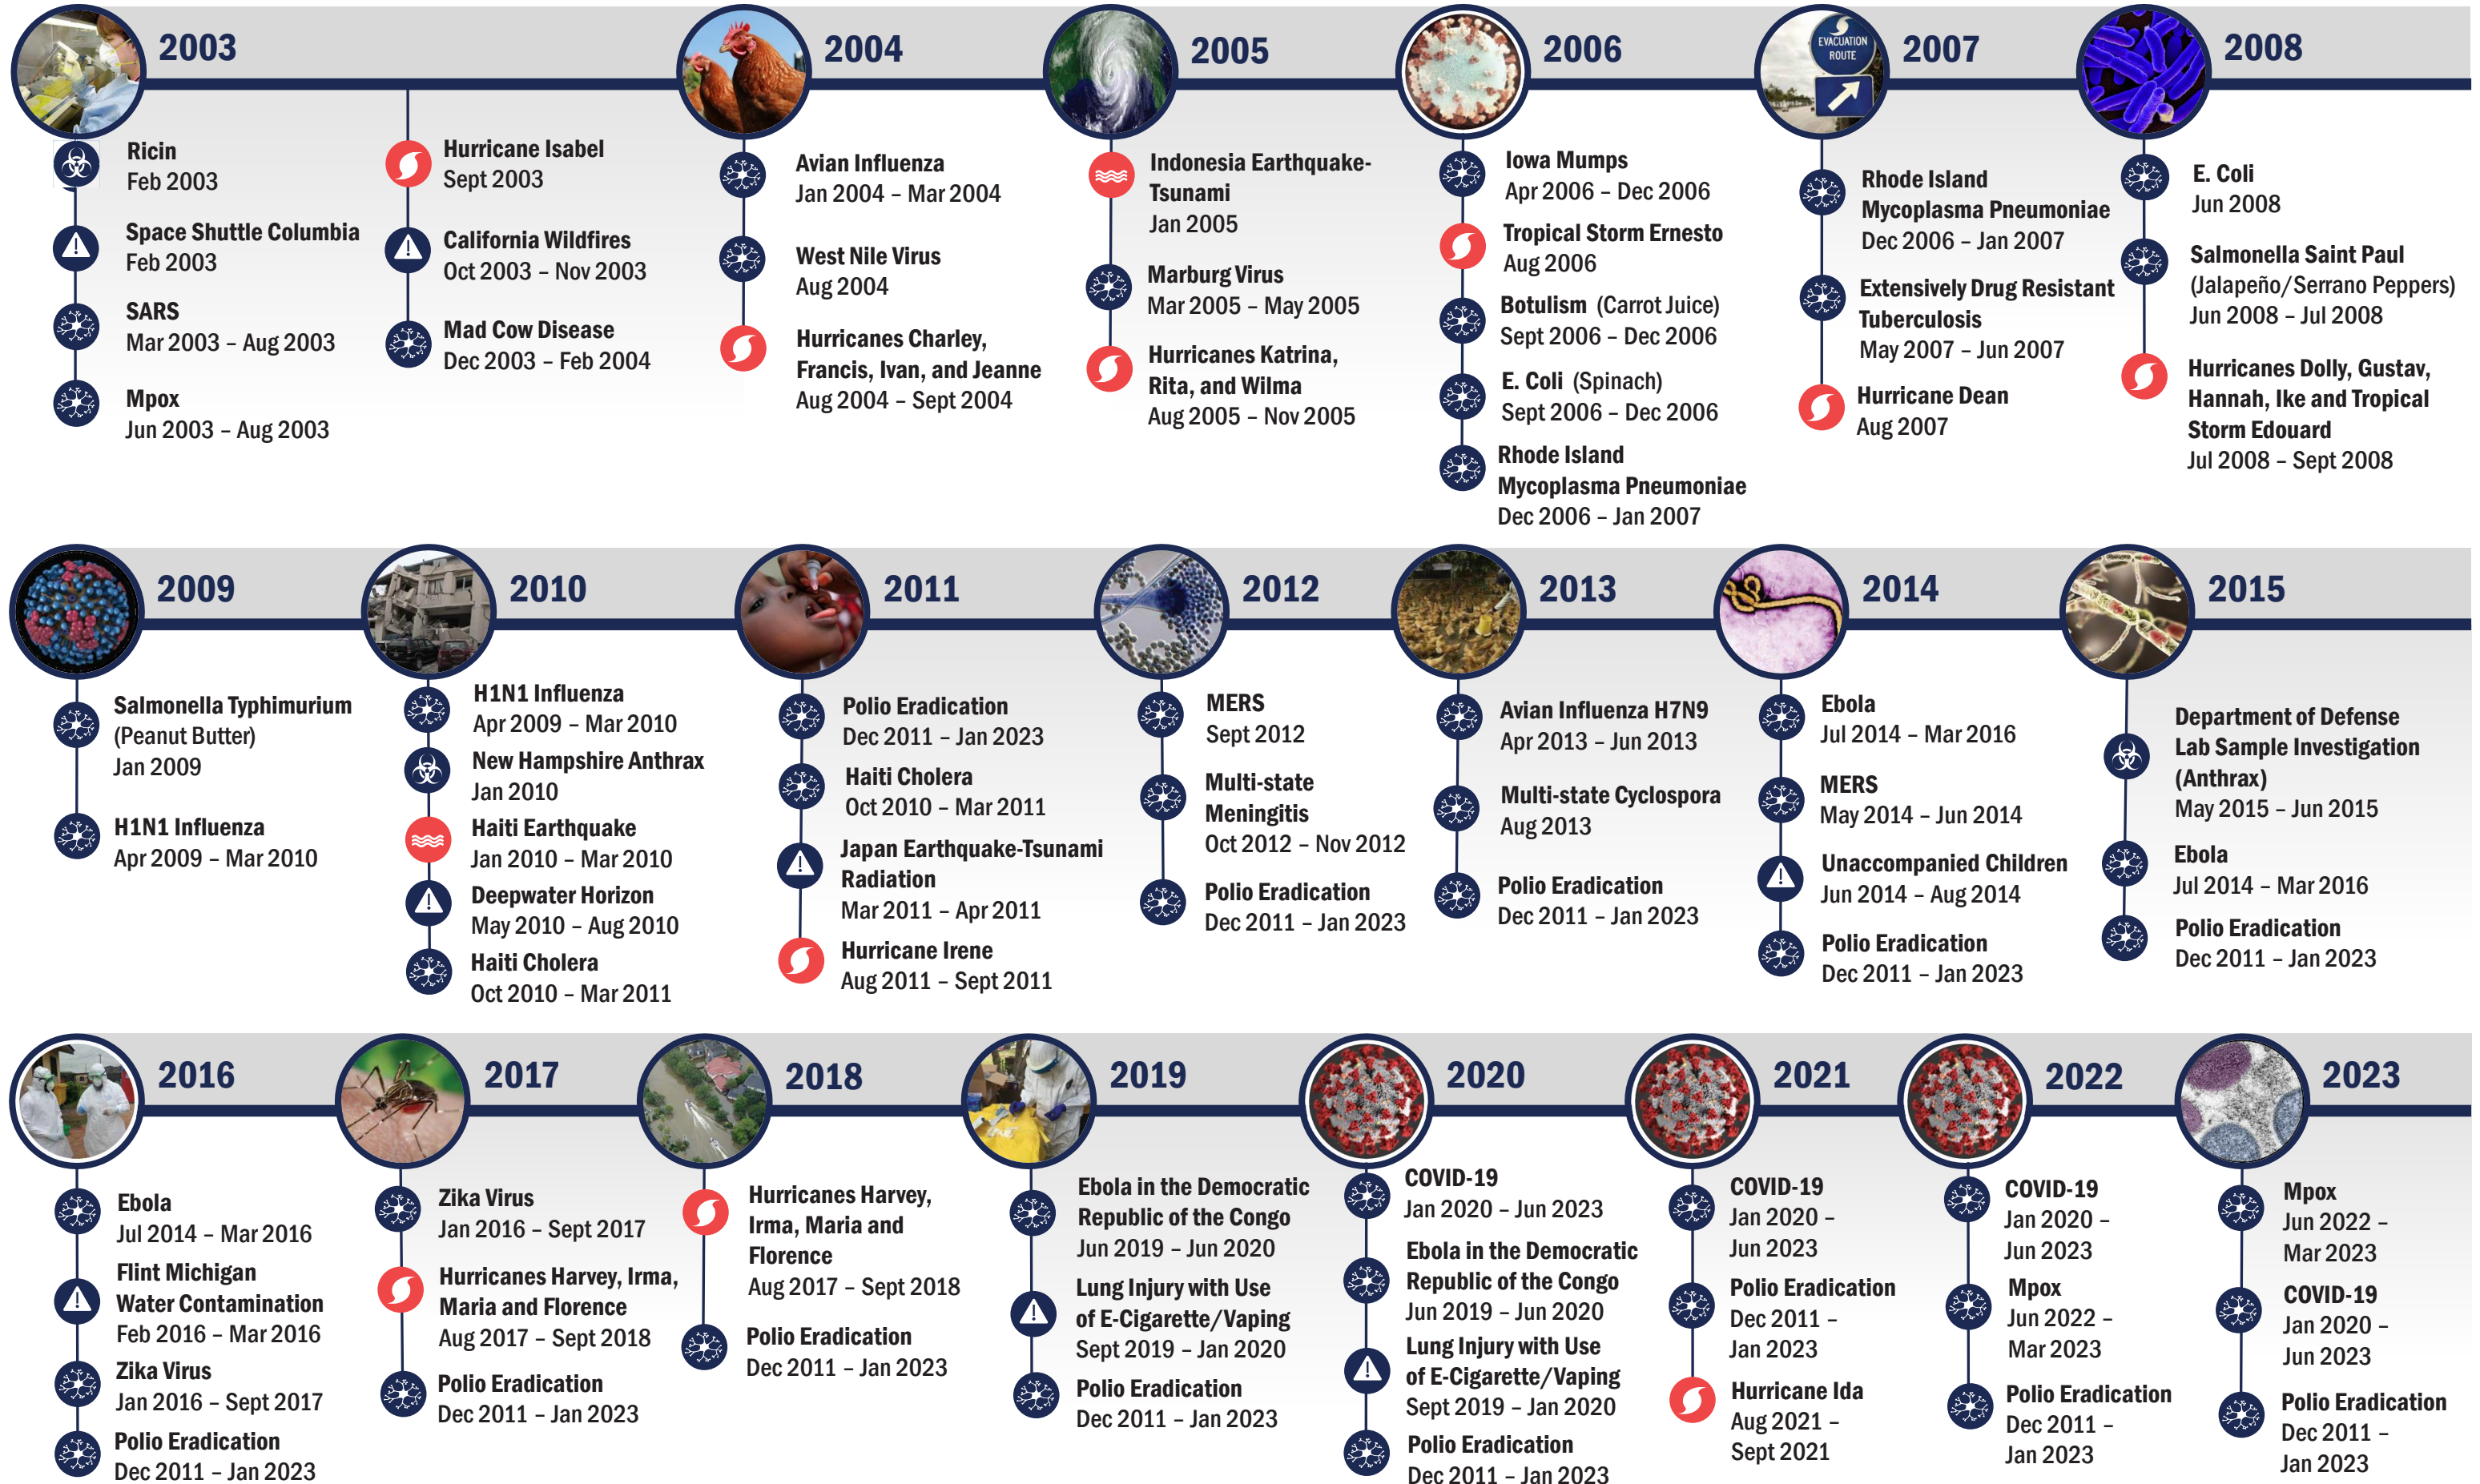 2003
Ricin
Feb 2003
Space Shuttle Columbia
Feb 2003
SARS
Mar 2003 – Aug 2003
Mpox
Jun 2003 – Aug 2003
Hurricane Isabel
Sept 2003
California Wildfires
Oct 2003 – Nov 2003
Mad Cow Disease
Dec 2003 – Feb 2004
2004
Avian Influenza
Jan 2004 – Mar 2004
West Nile Virus
Aug 2004
Hurricanes Charley,
Francis, Ivan, and Jeanne
Aug 2004 – Sept 2004
2005
Indonesia Earthquake-
Tsunami
Jan 2005
Marburg Virus
Mar 2005 – May 2005
Hurricanes Katrina,
Rita, and Wilma
Aug 2005 – Nov 2005
2006
Iowa Mumps
Apr 2006 – Dec 2006
Tropical Storm Ernesto
Aug 2006
Botulism (Carrot Juice)
Sept 2006 – Dec 2006
E. Coli (Spinach)
Sept 2006 – Dec 2006
Rhode Island
Mycoplasma Pneumoniae
Dec 2006 – Jan 2007
EVACUATION
ROUTE
2007
Rhode Island
Mycoplasma Pneumoniae
Dec 2006 – Jan 2007
Extensively Drug Resistant
Tuberculosis
May 2007 – Jun 2007
Hurricane Dean
Aug 2007
2008
E. Coli
Jun 2008
Salmonella Saint Paul
(Jalapeño/Serrano Peppers)
Jun 2008 – Jul 2008
Hurricanes Dolly, Gustav,
Hannah, Ike and Tropical
Storm Edouard
Jul 2008 – Sept 2008
2009
Salmonella Typhimurium
(Peanut Butter)
Jan 2009
H1N1 Influenza
Apr 2009 – Mar 2010
2010
H1N1 Influenza
Apr 2009 – Mar 2010
New Hampshire Anthrax
Jan 2010
Haiti Earthquake
Jan 2010 – Mar 2010
Deepwater Horizon
May 2010 – Aug 2010
Haiti Cholera
Oct 2010 – Mar 2011
2011
Polio Eradication
Dec 2011 – Jan 2023
Haiti Cholera
Oct 2010 – Mar 2011
Japan Earthquake-Tsunami
Radiation
Mar 2011 – Apr 2011
Hurricane Irene
Aug 2011 – Sept 2011
2012
MERS
Sept 2012
Multi-state
Meningitis
Oct 2012 – Nov 2012
Polio Eradication
Dec 2011 – Jan 2023
2013
Avian Influenza H7N9
Apr 2013 – Jun 2013
Multi-state Cyclospora
Aug 2013
Polio Eradication
Dec 2011 – Jan 2023
2014
Ebola
Jul 2014 – Mar 2016
MERS
May 2014 – Jun 2014
Unaccompanied Children
Jun 2014 – Aug 2014
Polio Eradication
Dec 2011 – Jan 2023
2015
Department of Defense
Lab Sample Investigation
(Anthrax)
May 2015 – Jun 2015
Ebola
Jul 2014 – Mar 2016
Polio Eradication
Dec 2011 – Jan 2023
2016
Ebola
Jul 2014 – Mar 2016
Flint Michigan
Water Contamination
Feb 2016 – Mar 2016
Zika Virus
Jan 2016 – Sept 2017
Polio Eradication
Dec 2011 – Jan 2023
2017
Zika Virus
Jan 2016 – Sept 2017
Hurricanes Harvey, Irma,
Maria and Florence
Aug 2017 – Sept 2018
Polio Eradication
Dec 2011 – Jan 2023
2018
Hurricanes Harvey,
Irma, Maria and
Florence
Aug 2017 – Sept 2018
Polio Eradication
Dec 2011 – Jan 2023
2019
Ebola in the Democratic
Republic of the Congo
Jun 2019 – Jun 2020
Lung Injury with Use
of E-Cigarette/Vaping
Sept 2019 – Jan 2020
Polio Eradication
Dec 2011 – Jan 2023
2020
COVID-19
Jan 2020 – Jun 2023
Ebola in the Democratic
Republic of the Congo
Jun 2019 – Jun 2020
Lung Injury with Use
of E-Cigarette/Vaping
Sept 2019 – Jan 2020
Polio Eradication
Dec 2011 – Jan 2023
2021
COVID-19
Jan 2020 –
Jun 2023
Polio Eradication
Dec 2011 –
Jan 2023
Hurricane Ida
Aug 2021 –
Sept 2021
2022
COVID-19
Jan 2020 –
Jun 2023
Mpox
Jun 2022 –
Mar 2023
Polio Eradication
Dec 2011 –
Jan 2023
2023
Mpox
Jun 2022 –
Mar 2023
COVID-19
Jan 2020 –
Jun 2023
Polio Eradication
Dec 2011 –
Jan 2023